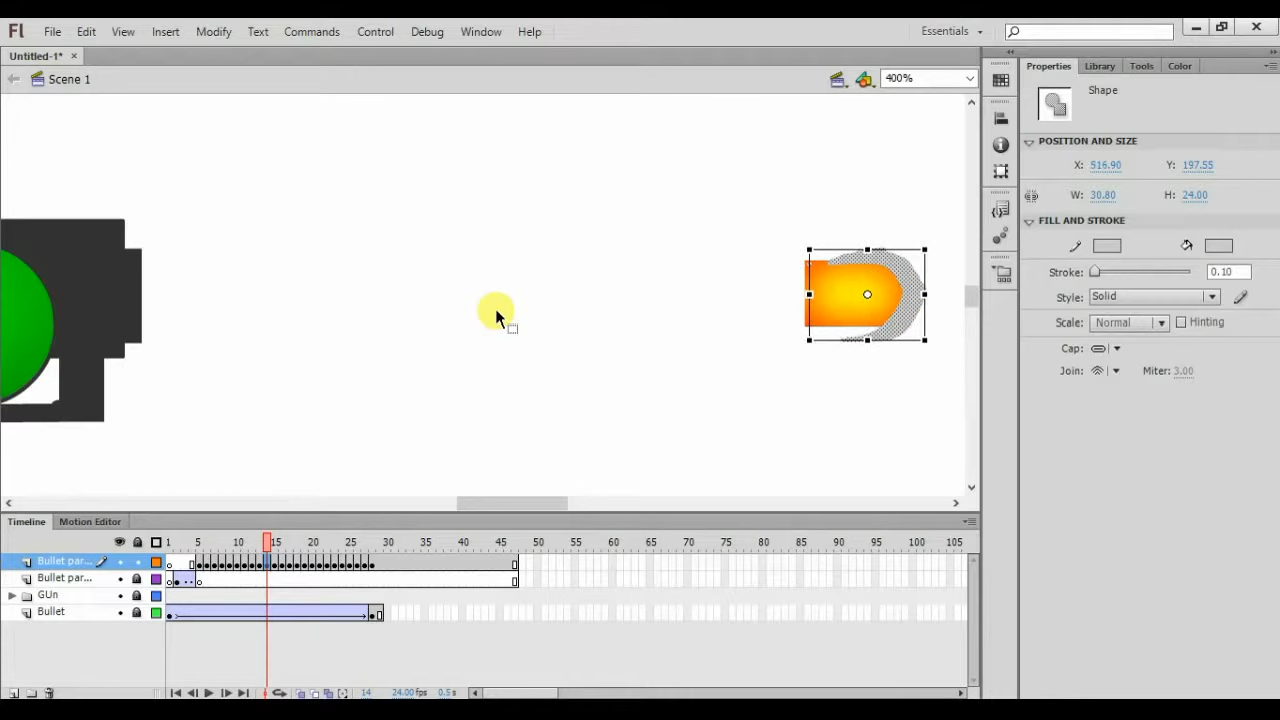 Fl File Edit View Insert Modify Text Commands Control Debug Window Help Essentials
Untitled-1* ×
Scene 1 400%
Properties Library Tools Color
Shape
POSITION AND SIZE
X: 516.90 Y: 197.55
W: 30.80 H: 24.00
FILL AND STROKE
Stroke: 0.10
Style: Solid
Scale: Normal Hinting
Cap:
Join: Miter: 3.00
Timeline Motion Editor
1 5 10 15 20 25 30 35 40 45 50 55 60 65 70 75 80 85 90 95 100 105
Bullet par...
Bullet par...
GUn
Bullet
14 24.00 fps 0.5 s